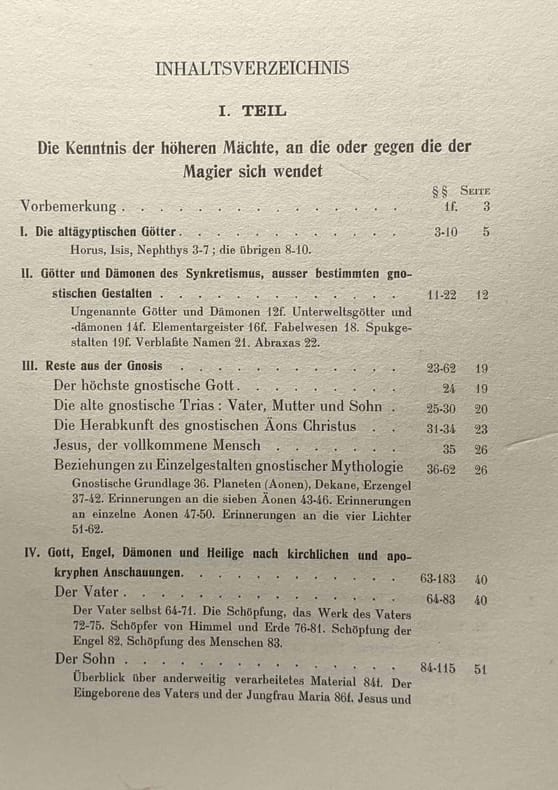 INHALTSVERZEICHNIS
I. TEIL
Die Kenntnis der höheren Mächte, an die oder gegen die der
Magier sich wendet
§ § SEITE
Vorbemerkung . . . . . . . . . . . . . . . 1f. 3
I. Die altägyptischen Götter . . . . . . . . . . . . 3-10 5
Horus, Isis, Nephthys 3-7 ; die übrigen 8-10.
II. Götter und Dämonen des Synkretismus, ausser bestimmten gno-
stischen Gestalten . . . . . . . . . . . . . 11-22 12
Ungenannte Götter und Dämonen 12f. Unterweltsgötter und
-dämonen 14f. Elementargeister 16f. Fabelwesen 18. Spukge-
stalten 19f. Verblaßte Namen 21. Abraxas 22.
III. Reste aus der Gnosis . . . . . . . . . . . . 23-62 19
Der höchste gnostische Gott . . . . . . . . . 24 19
Die alte gnostische Trias : Vater, Mutter und Sohn . 25-30 20
Die Herabkunft des gnostischen Äons Christus . . 31-34 23
Jesus, der vollkommene Mensch . . . . . . . 35 26
Beziehungen zu Einzelgestalten gnostischer Mythologie 36-62 26
Gnostische Grundlage 36. Planeten (Aonen), Dekane, Erzengel
37-42. Erinnerungen an die sieben Äonen 43-46. Erinnerungen
an einzelne Aonen 47-50. Erinnerungen an die vier Lichter
51-62.
IV. Gott, Engel, Dämonen und Heilige nach kirchlichen und apo-
kryphen Anschauungen. . . . . . . . . . . . 63-183 40
Der Vater . . . . . . . . . . . . . . . 64-83 40
Der Vater selbst 64-71. Die Schöpfung, das Werk des Vaters
72-75. Schöpfer von Himmel und Erde 76-81. Schöpfung der
Engel 82. Schöpfung des Menschen 83.
Der Sohn . . . . . . . . . . . . . . . 84-115 51
Überblick über anderweitig verarbeitetes Material 84f. Der
Eingeborene des Vaters und der Jungfrau Maria 86f. Jesus und